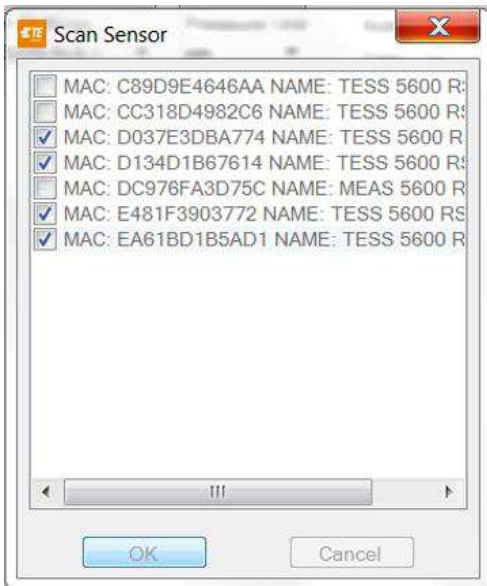 TE
Scan Sensor
MAC: C89D9E4646AA NAME: TESS 5600 R
MAC: CC318D4982C6 NAME: TESS 5600 R
MAC: D037E3DBA774 NAME: TESS 5600 R
MAC: D134D1B67614 NAME: TESS 5600 R
MAC: DC976FA3D75C NAME: MEAS 5600 R
MAC: E481F3903772 NAME: TESS 5600 RS
MAC: EA61BD1B5AD1 NAME: TESS 5600 R
OK
Cancel